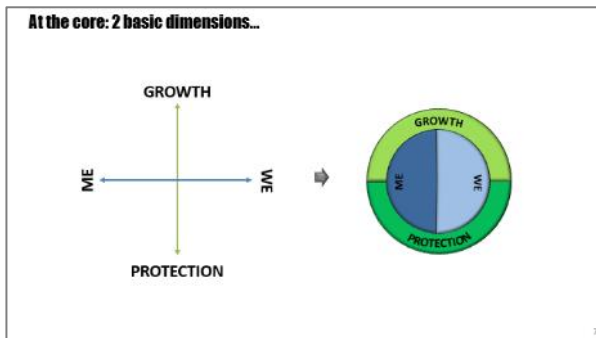 At the core: 2 basic dimensions...
GROWTH
ME
WE
PROTECTION
GROWTH
ME
WE
PROTECTION